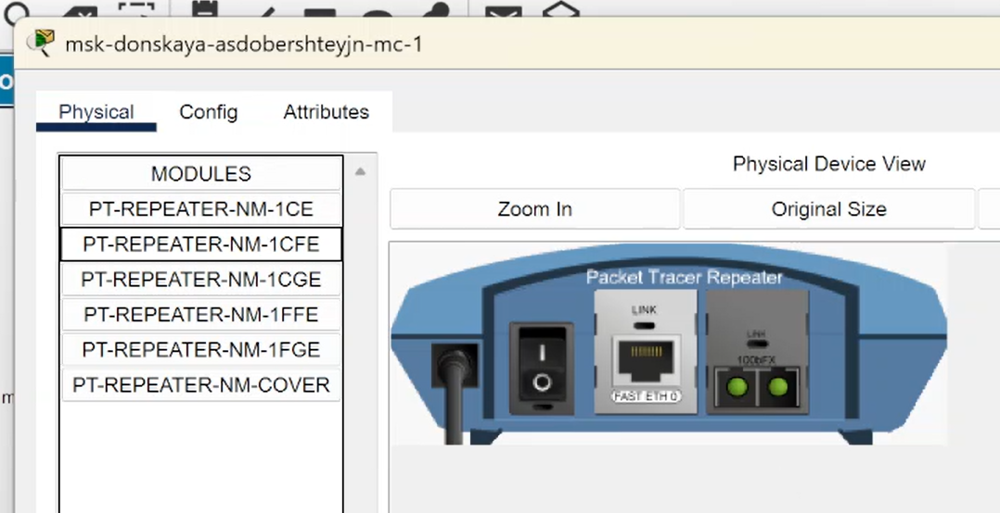 msk-donskaya-asdobershteyjn-mc-1
Physical Config Attributes
MODULES
PT-REPEATER-NM-1CE
PT-REPEATER-NM-1CFE
PT-REPEATER-NM-1CGE
PT-REPEATER-NM-1FFE
PT-REPEATER-NM-1FGE
PT-REPEATER-NM-COVER
Physical Device View
Zoom In Original Size
Packet Tracer Repeater
LINK
LINK
100bFX
FAST ETH 0